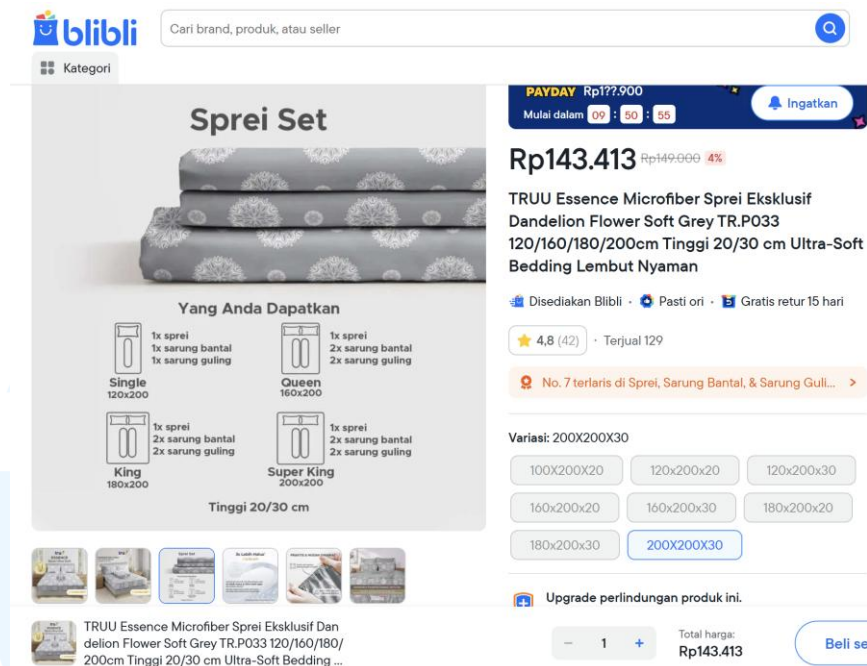 blibli
Cari brand, produk, atau seller
Kategori
Sprei Set
Yang Anda Dapatkan
1x sprei
1x sarung bantal
1x sarung guling
Single
120x200
1x sprei
2x sarung bantal
2x sarung guling
Queen
160x200
1x sprei
2x sarung bantal
2x sarung guling
King
180x200
1x sprei
2x sarung bantal
2x sarung guling
Super King
200x200
Tinggi 20/30 cm
PAYDAY Rp1??.900
Mulai dalam 09 : 50 : 55
Ingatkan
Rp143.413 Rp149.000 4%
TRUU Essence Microfiber Sprei Eksklusif
Dandelion Flower Soft Grey TR.P033
120/160/180/200cm Tinggi 20/30 cm Ultra-Soft
Bedding Lembut Nyaman
Disediakan Blibli · Pasti ori · Gratis retur 15 hari
4,8 (42) · Terjual 129
No. 7 terlaris di Sprei, Sarung Bantal, & Sarung Guli... >
Variasi: 200X200X30
100X200X20 120x200x20 120x200x30
160x200x20 160x200x30 180x200x20
180x200x30 200X200X30
Upgrade perlindungan produk ini.
TRUU Essence Microfiber Sprei Eksklusif Dan
delion Flower Soft Grey TR.P033 120/160/180/
200cm Tinggi 20/30 cm Ultra-Soft Bedding ...
− 1 +
Total harga:
Rp143.413
Beli se